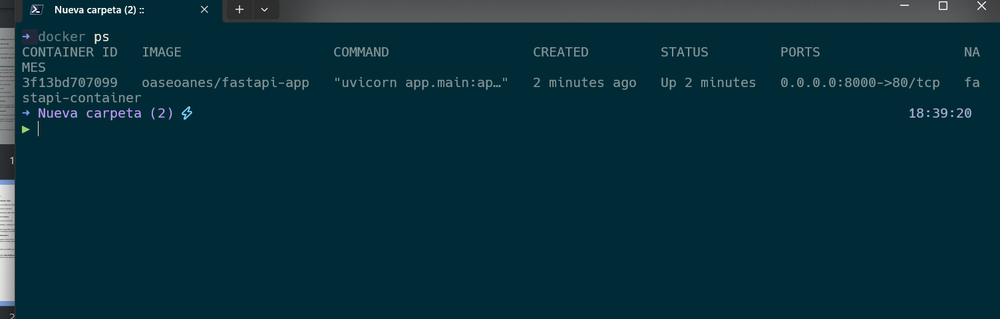 Nueva carpeta (2) ::
➜ docker ps
CONTAINER ID   IMAGE                   COMMAND                  CREATED         STATUS         PORTS                  NA
MES
3f13bd707099   oaseoanes/fastapi-app   "uvicorn app.main:ap…"   2 minutes ago   Up 2 minutes   0.0.0.0:8000->80/tcp   fa
stapi-container
➜ Nueva carpeta (2) ⚡ 18:39:20
1
2